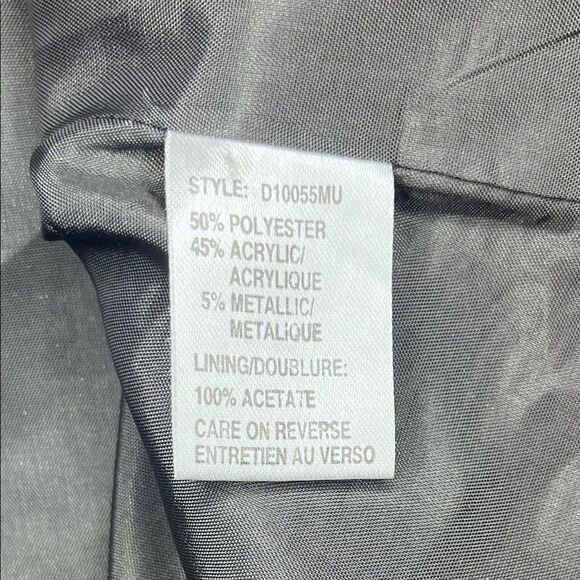 STYLE: D10055MU
50% POLYESTER
45% ACRYLIC/
ACRYLIQUE
5% METALLIC/
METALIQUE
LINING/DOUBLURE:
100% ACETATE
CARE ON REVERSE
ENTRETIEN AU VERSO